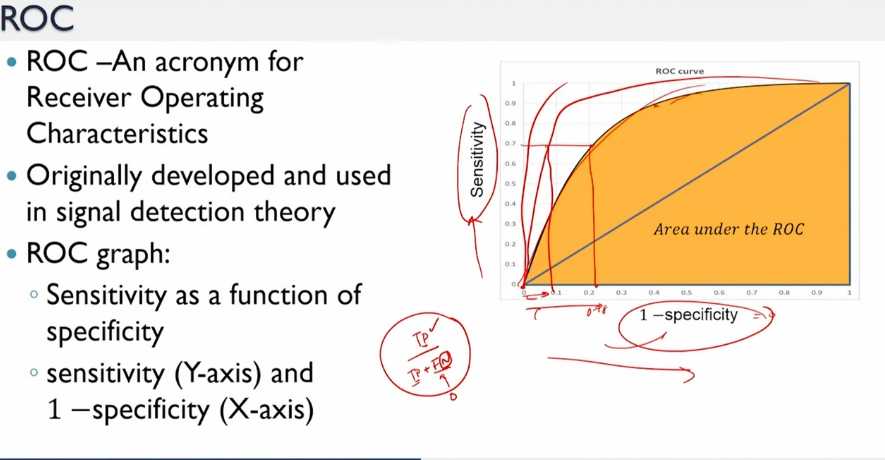 ROC
• ROC –An acronym for
Receiver Operating
Characteristics
• Originally developed and used
in signal detection theory
• ROC graph:
◦ Sensitivity as a function of
specificity
◦ sensitivity (Y-axis) and
1 −specificity (X-axis)
ROC curve
Sensitivity
1
0.9
0.8
0.7
0.6
0.5
0.4
0.3
0.2
0.1
0
Area under the ROC
0 0.1 0.2 0.3 0.4 0.5 0.6 0.7 0.8 0.9 1
1 −specificity
TP
TP + FN
0